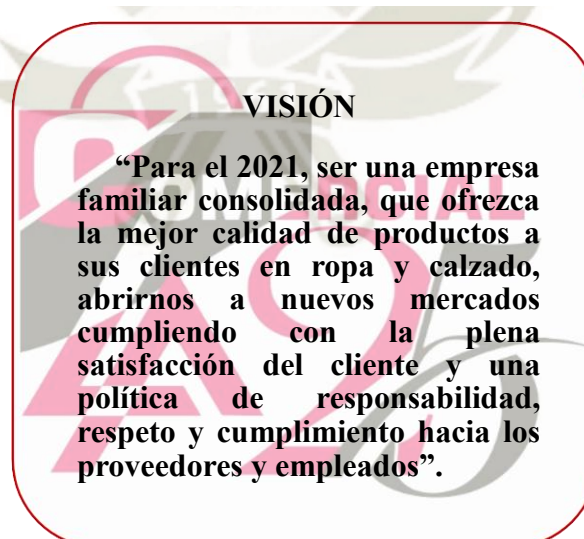 VISIÓN
“Para el 2021, ser una empresa
familiar consolidada, que ofrezca
la mejor calidad de productos a
sus clientes en ropa y calzado,
abrirnos a nuevos mercados
cumpliendo con la plena
satisfacción del cliente y una
política de responsabilidad,
respeto y cumplimiento hacia los
proveedores y empleados”.
COMERCIAL
A25